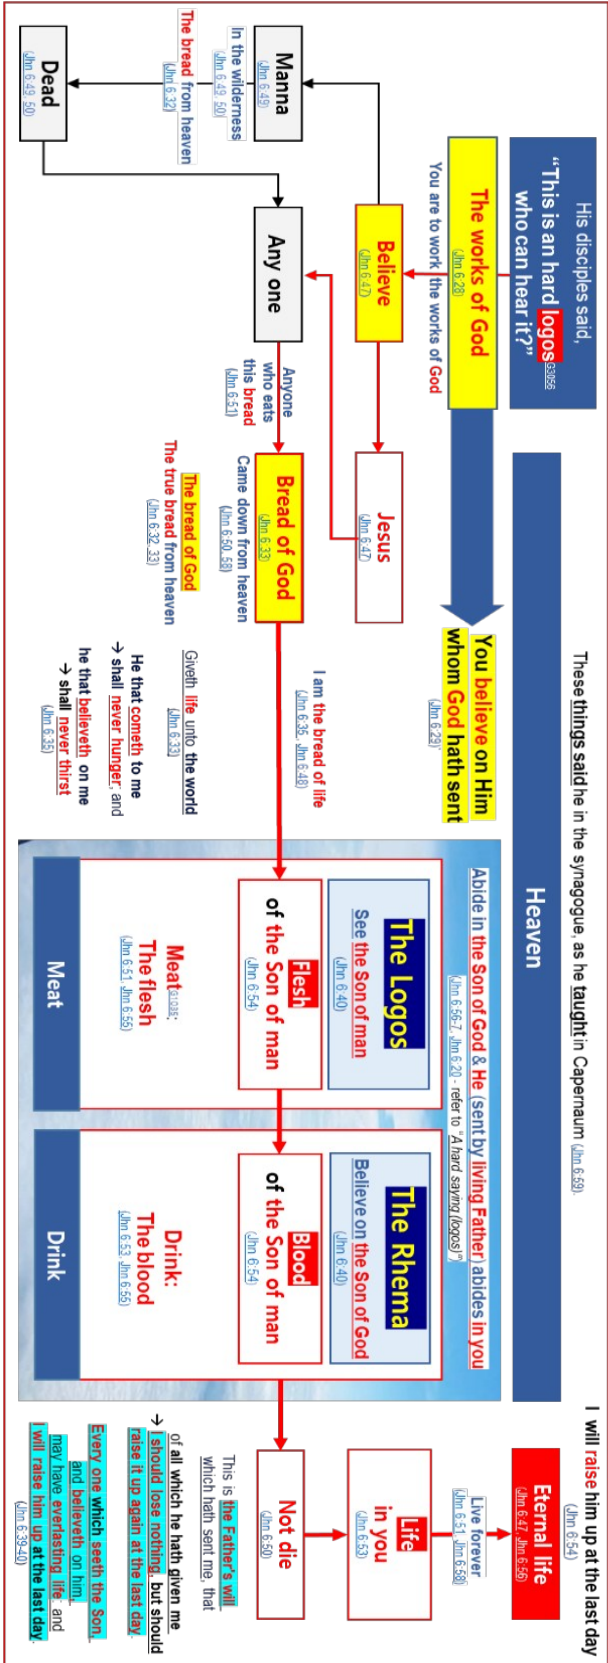 These things said he in the synagogue, as he taught in Capernaum (Jhn 6:59).
I will raise him up at the last day
(Jhn 6:54)
His disciples said,
“This is an hard logosG3056
who can hear it?”
Heaven
Eternal life
(Jhn 6:47, Jhn 6:56)
The works of God
(Jhn 6:28)
You are to work the works of God
You believe on Him
whom God hath sent
(Jhn 6:29)
Abide in the Son of God & He (sent by living Father) abides in you
(Jhn 6:56-7, Jhn 6:20 - refer to "A hard saying (logos)")
Live forever
(Jhn 6:51, Jhn 6:58)
Believe
(Jhn 6:47)
Jesus
(Jhn 6:47)
The Logos
See the Son of man
(Jhn 6:40)
The Rhema
Believe on the Son of God
(Jhn 6:40)
Life
in you
(Jhn 6:53)
Manna
(Jhn 6:49)
In the wilderness
(Jhn 6:49, 50)
The bread from heaven
(Jhn 6:32)
Dead
(Jhn 6:49, 50)
Any one
Anyone
who eats
this bread
(Jhn 6:51)
Bread of God
(Jhn 6:33)
Came down from heaven
(Jhn 6:50, 58)
The bread of God
The true bread from heaven
(Jhn 6:32, 33)
I am the bread of life
(Jhn 6:35, Jhn 6:48)
Giveth life unto the world
(Jhn 6:33)
He that cometh to me
→ shall never hunger; and
he that believeth on me
→ shall never thirst
(Jhn 6:35)
Flesh
of the Son of man
(Jhn 6:54)
Blood
of the Son of man
(Jhn 6:54)
Meat:
The flesh
(Jhn 6:51, Jhn 6:55)
Drink:
The blood
(Jhn 6:53, Jhn 6:55)
Meat
Drink
Not die
(Jhn 6:50)
This is the Father's will
which hath sent me, that
of all which he hath given me
→ I should lose nothing, but should
raise it up again at the last day.
Every one which seeth the Son,
and believeth on him,
may have everlasting life: and
I will raise him up at the last day.
(Jhn 6:39-40)